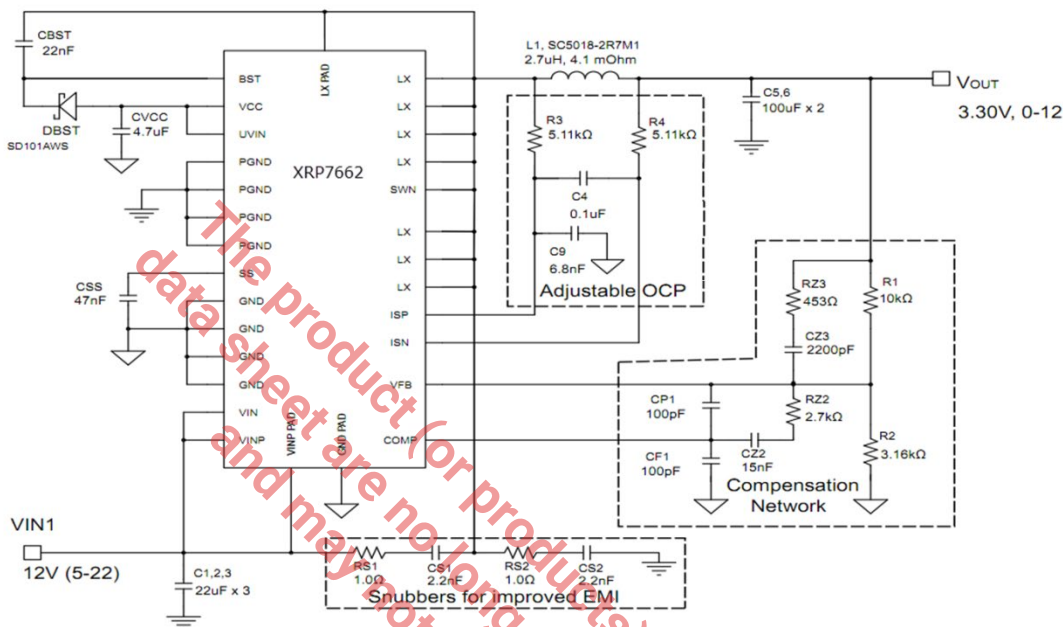 CBST
22nF
DBST
SD101AWS
CVCC
4.7uF
BST
VCC
UVIN
PGND
PGND
PGND
PGND
SS
GND
GND
GND
GND
VIN
VINP
LX PAD
XRP7662
VINP PAD
GND PAD
LX
LX
LX
LX
SWN
LX
LX
LX
ISP
ISN
VFB
COMP
CSS
47nF
L1, SC5018-2R7M1
2.7uH, 4.1 mOhm
R3
5.11kΩ
R4
5.11kΩ
C4
0.1uF
C9
6.8nF
Adjustable OCP
C5,6
100uF x 2
VOUT
3.30V, 0-12
RZ3
453Ω
R1
10kΩ
CZ3
2200pF
CP1
100pF
RZ2
2.7kΩ
CF1
100pF
CZ2
15nF
R2
3.16kΩ
Compensation
Network
VIN1
12V (5-22)
C1,2,3
22uF x 3
RS1
1.0Ω
CS1
2.2nF
RS2
1.0Ω
CS2
2.2nF
Snubbers for improved EMI
The product (or products)
data sheet are no long
and may not